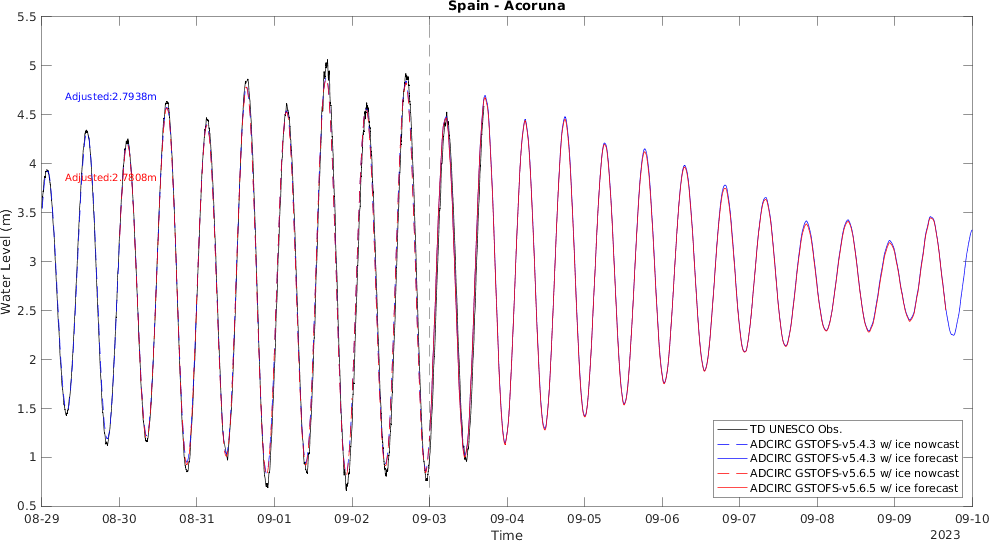 Spain - Acoruna
5.5
5
4.5
4
3.5
3
2.5
2
1.5
1
0.5
Water Level (m)
Adjusted:2.7938m
Adjusted:2.7808m
TD UNESCO Obs.
ADCIRC GSTOFS-v5.4.3 w/ ice nowcast
ADCIRC GSTOFS-v5.4.3 w/ ice forecast
ADCIRC GSTOFS-v5.6.5 w/ ice nowcast
ADCIRC GSTOFS-v5.6.5 w/ ice forecast
08-29 08-30 08-31 09-01 09-02 09-03 09-04 09-05 09-06 09-07 09-08 09-09 09-10
Time
2023